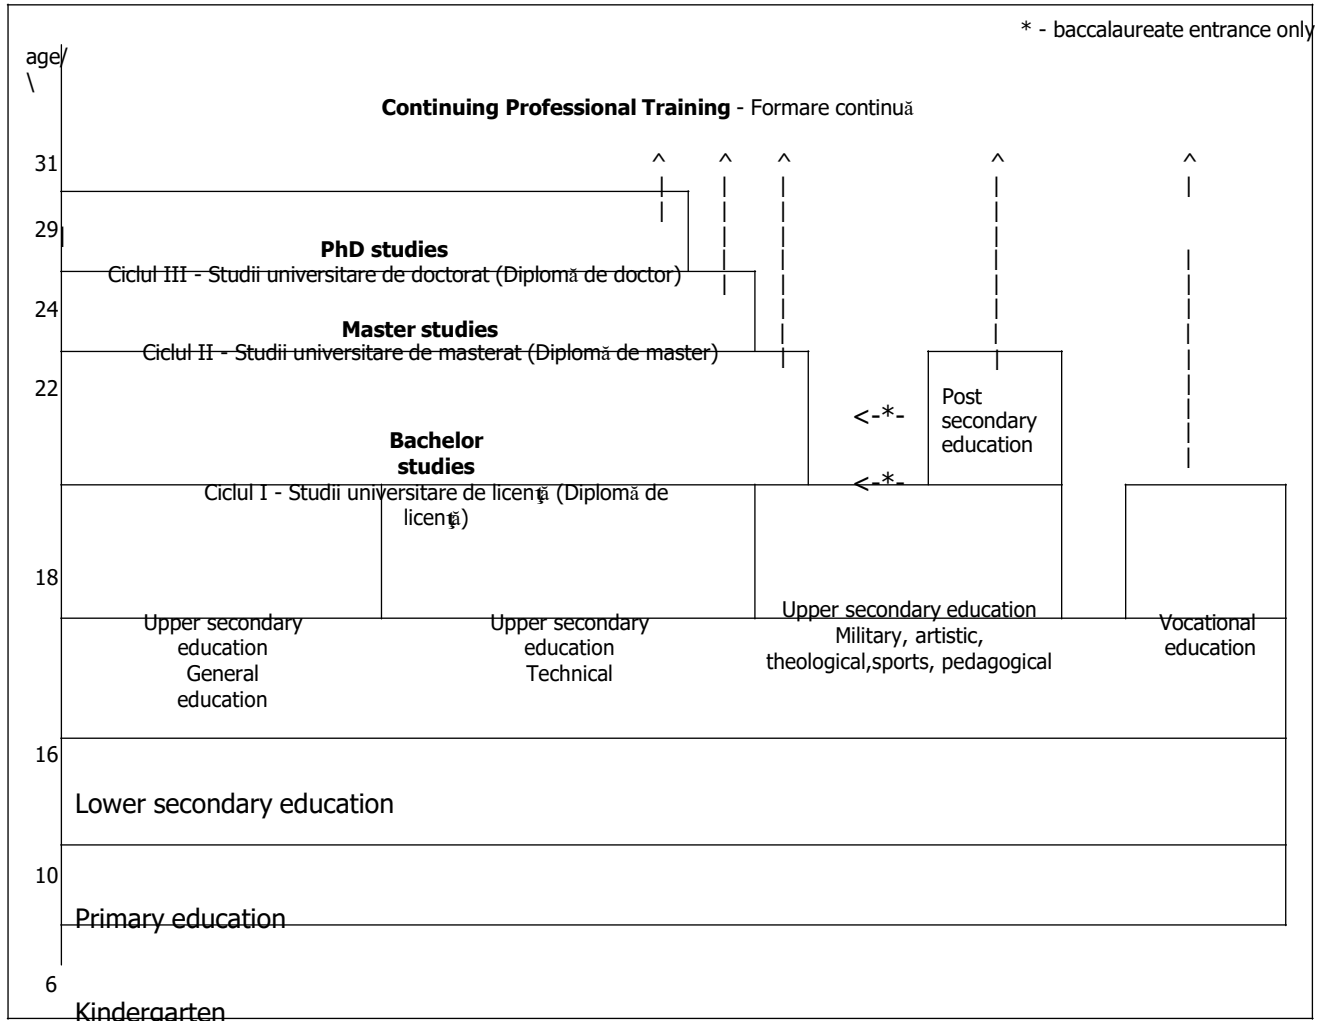 * - baccalaureate entrance only
age/
\
Continuing Professional Training - Formare continuă
31
29
PhD studies
Ciclul III - Studii universitare de doctorat (Diplomă de doctor)
24
Master studies
Ciclul II - Studii universitare de masterat (Diplomă de master)
22
<-*-
Post
secondary
education
Bachelor
studies
<-*-
Ciclul I - Studii universitare de licenţă (Diplomă de
licenţă)
18
Upper secondary
education
General
education
Upper secondary
education
Technical
Upper secondary education
Military, artistic,
theological,sports, pedagogical
Vocational
education
16
Lower secondary education
10
Primary education
6
Kindergarten